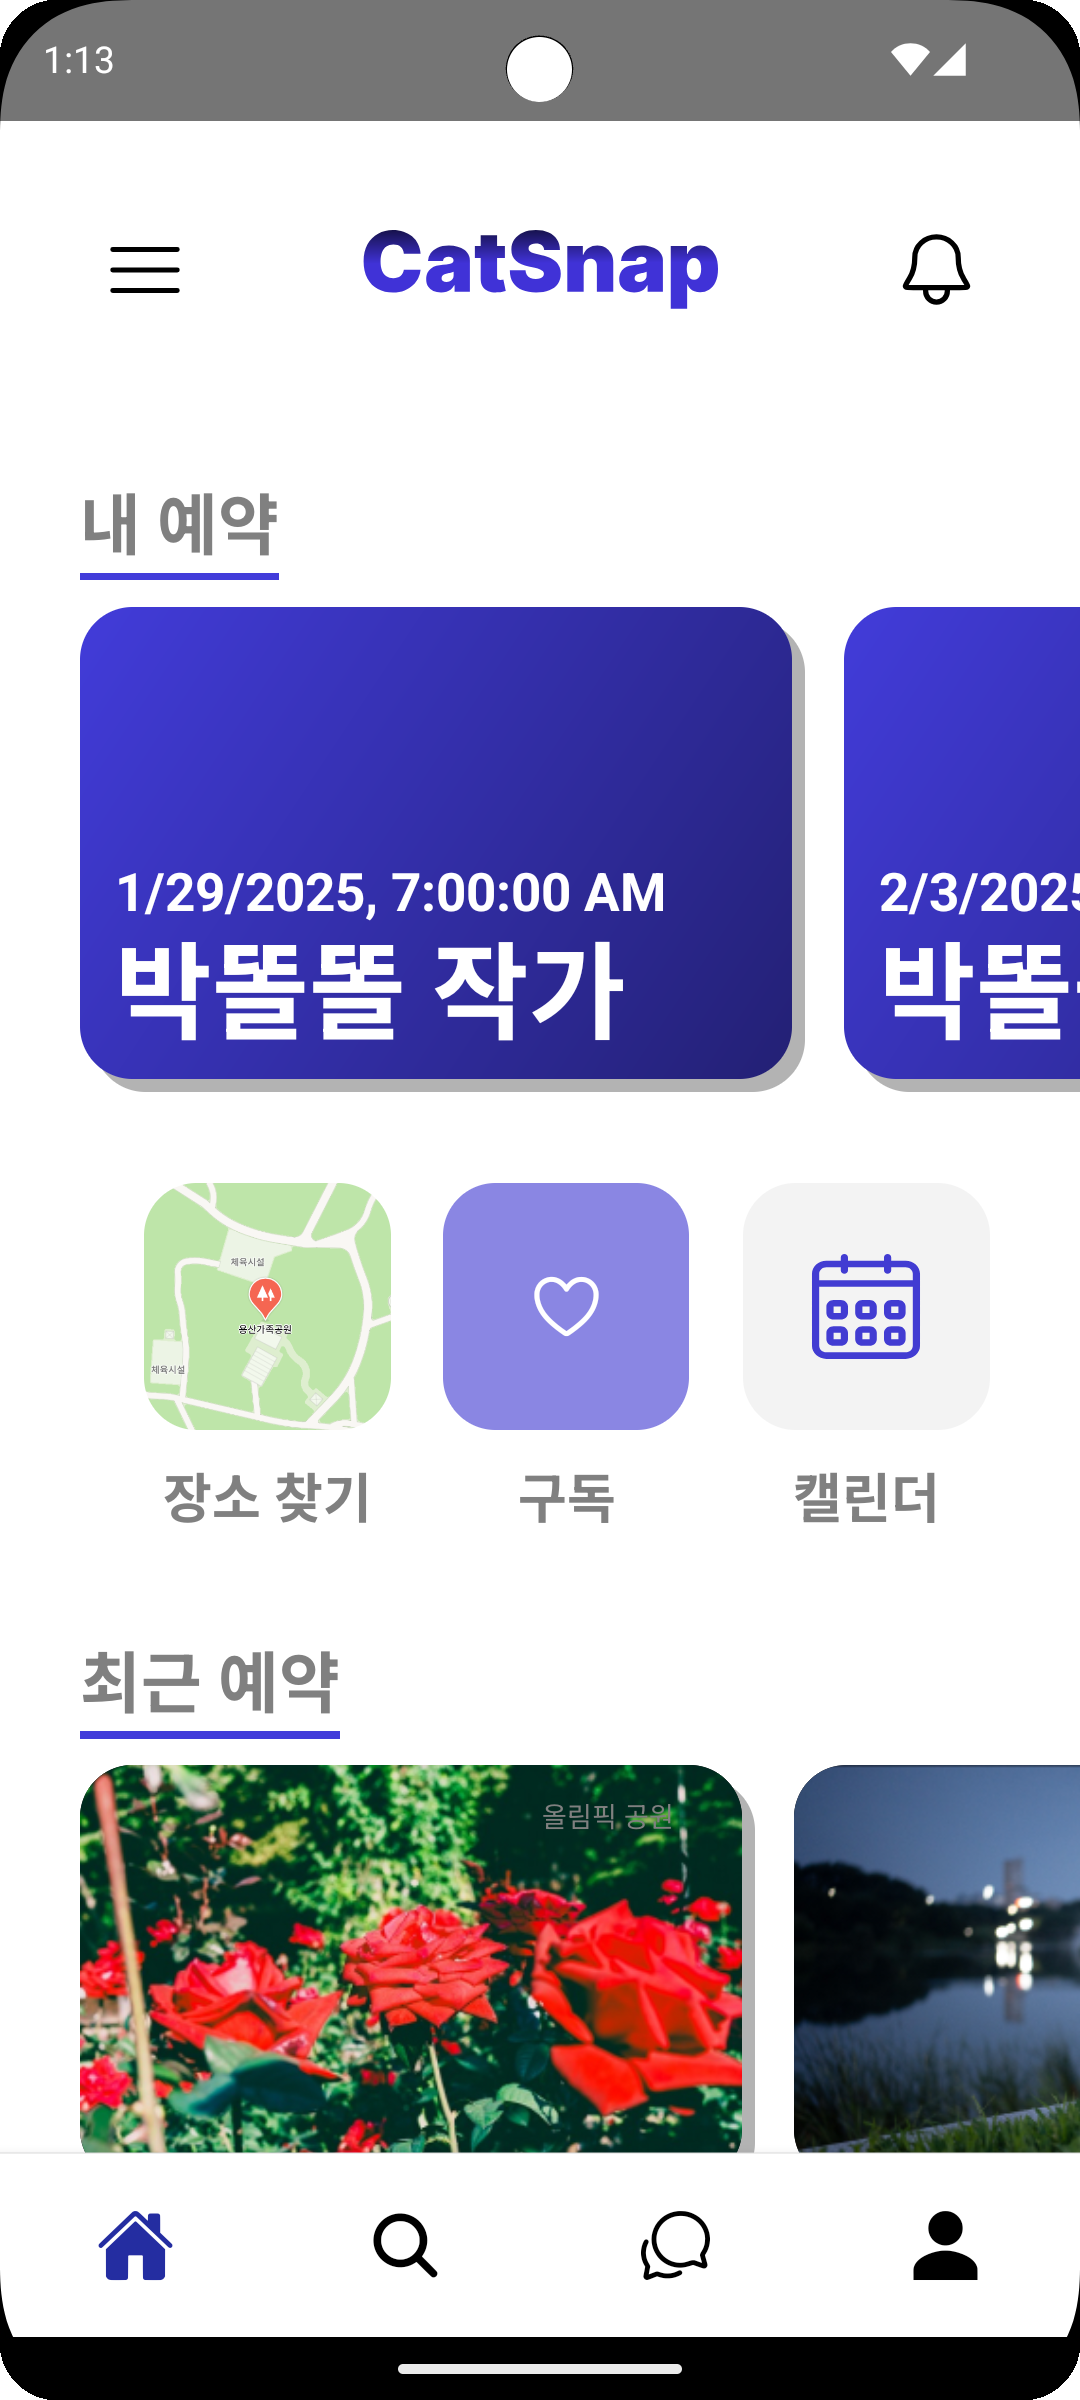 1:13
CatSnap
내 예약
1/29/2025, 7:00:00 AM
박똘똘 작가
2/3/2025
박똘
체육시설
용산가족공원
체육시설
장소 찾기
구독
캘린더
최근 예약
올림픽 공원